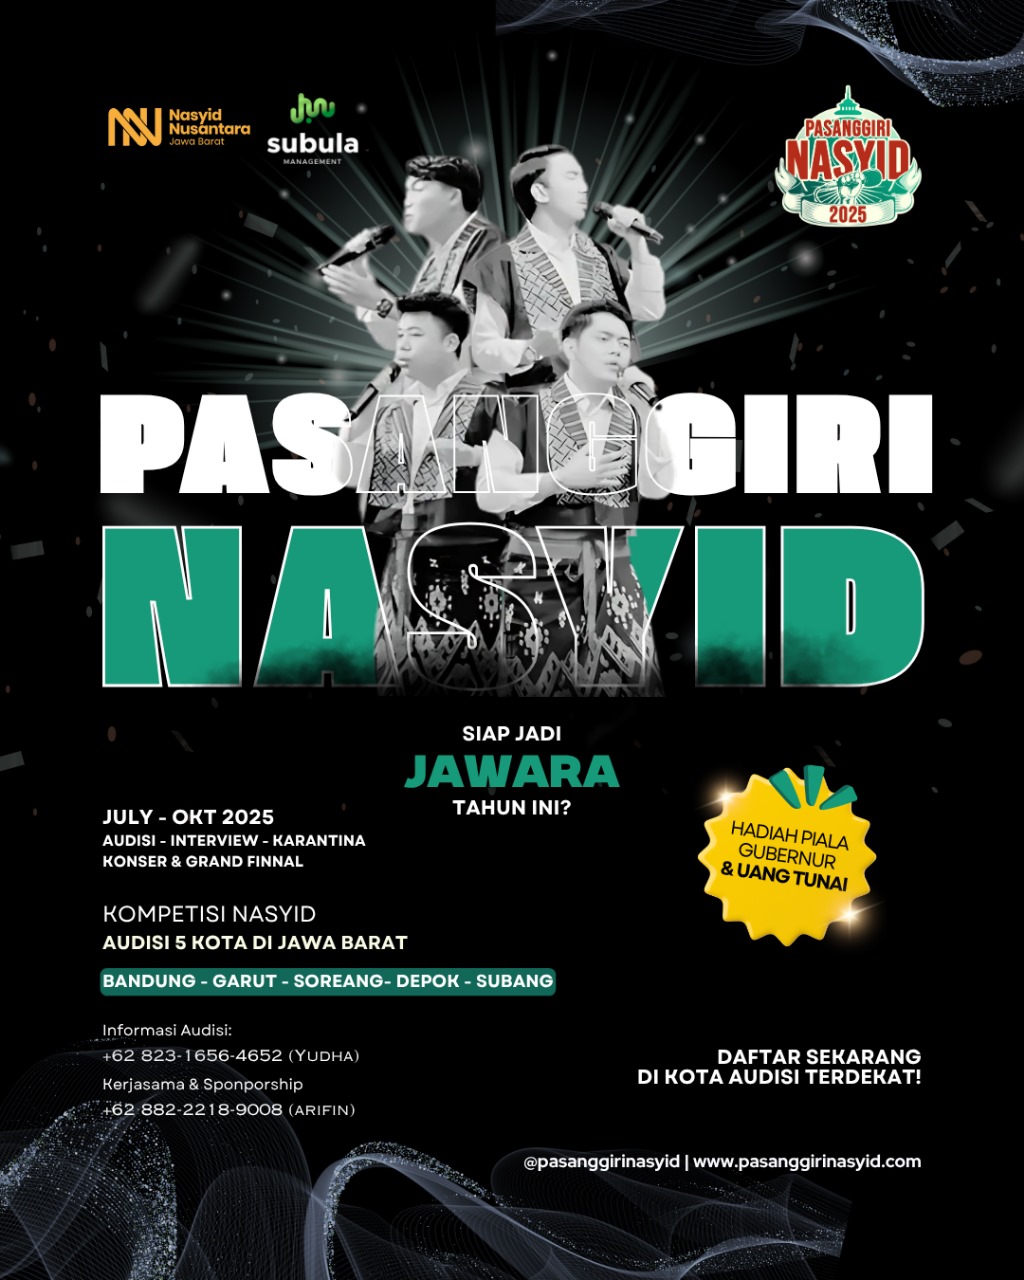 Nasyid
Nusantara
Jawa Barat
subula
MANAGEMENT
PASANGGIRI
NASYID
2025
PASANGGIRI
NASYID
SIAP JADI
JAWARA
TAHUN INI?
JULY - OKT 2025
AUDISI - INTERVIEW - KARANTINA
KONSER & GRAND FINNAL
HADIAH PIALA
GUBERNUR
& UANG TUNAI
KOMPETISI NASYID
AUDISI 5 KOTA DI JAWA BARAT
BANDUNG - GARUT - SOREANG- DEPOK - SUBANG
Informasi Audisi:
+62 823-1656-4652 (YUDHA)
Kerjasama & Sponporship
+62 882-2218-9008 (ARIFIN)
DAFTAR SEKARANG
DI KOTA AUDISI TERDEKAT!
@pasanggirinasyid | www.pasanggirinasyid.com